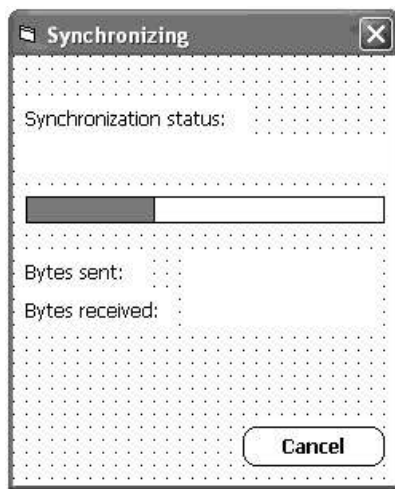 Synchronizing
Synchronization status:
Bytes sent:
Bytes received:
Cancel